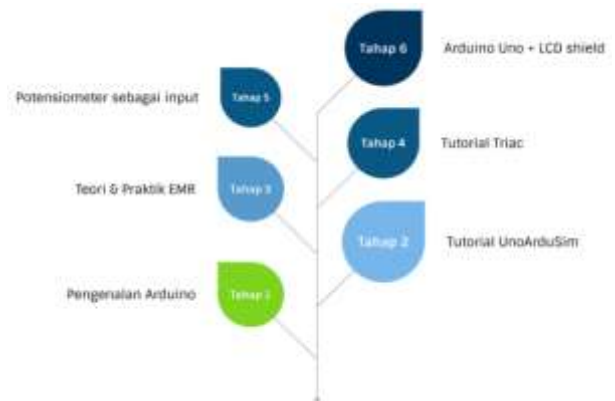 Tahap 6
Arduino Uno + LCD shield
Potensiometer sebagai input
Tahap 5
Tahap 4
Tutorial Triac
Teori & Praktik EMR
Tahap 3
Tahap 2
Tutorial UnoArduSim
Pengenalan Arduino
Tahap 1